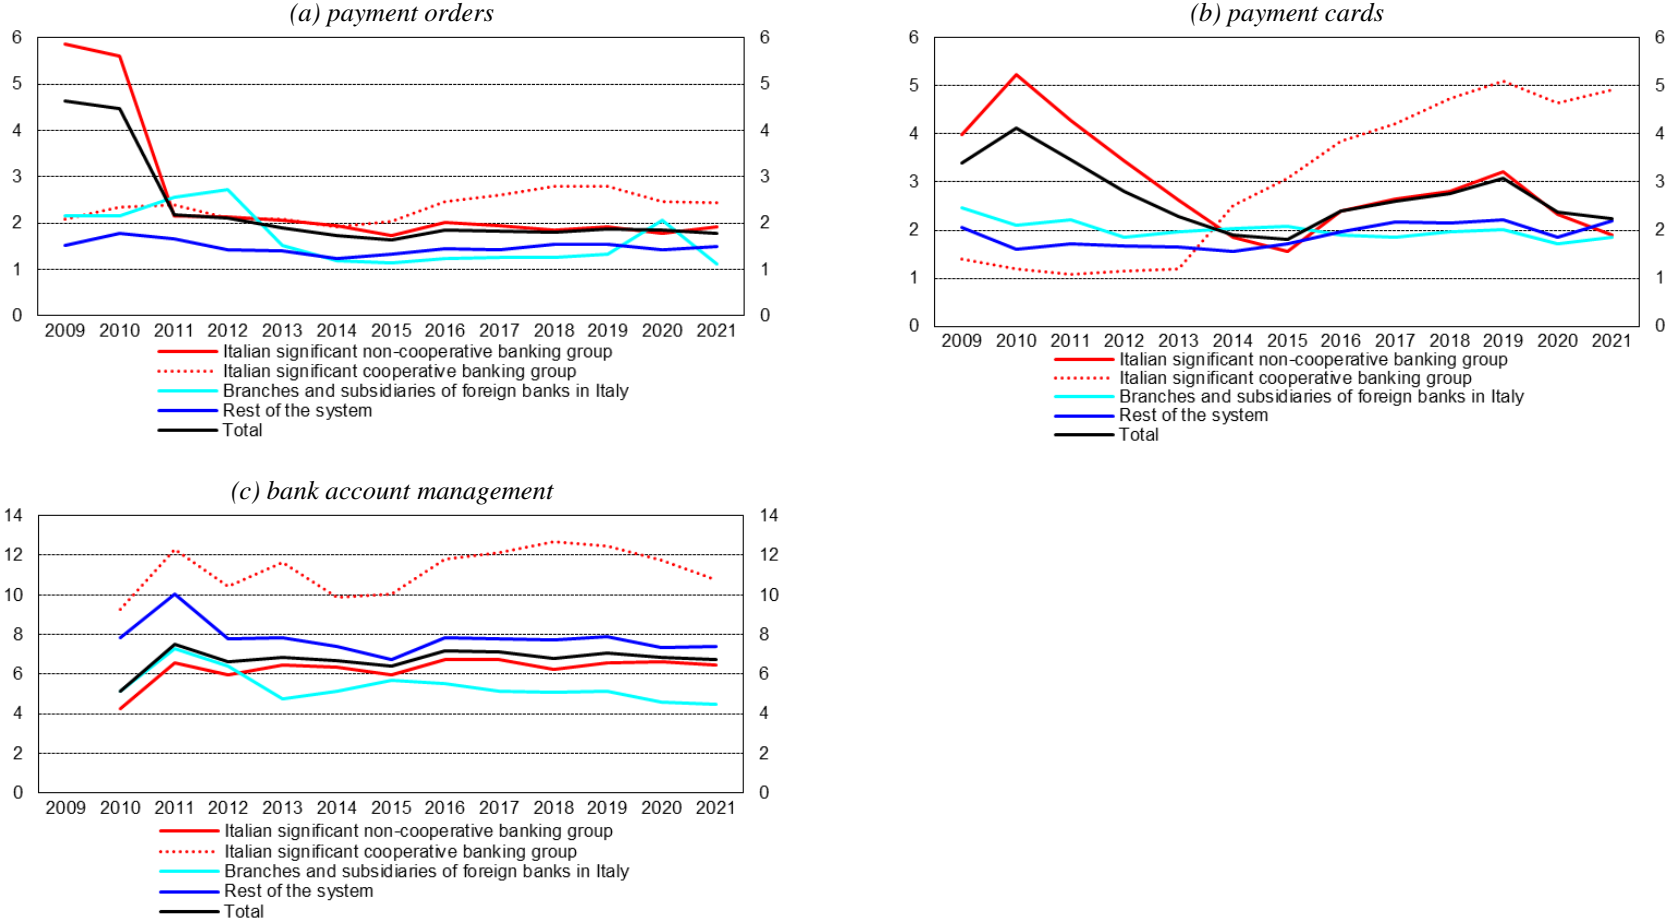 (a) payment orders
6 6
5 5
4 4
3 3
2 2
1 1
0 0
2009 2010 2011 2012 2013 2014 2015 2016 2017 2018 2019 2020 2021
Italian significant non-cooperative banking group
Italian significant cooperative banking group
Branches and subsidiaries of foreign banks in Italy
Rest of the system
Total
(b) payment cards
6 6
5 5
4 4
3 3
2 2
1 1
0 0
2009 2010 2011 2012 2013 2014 2015 2016 2017 2018 2019 2020 2021
Italian significant non-cooperative banking group
Italian significant cooperative banking group
Branches and subsidiaries of foreign banks in Italy
Rest of the system
Total
(c) bank account management
14 14
12 12
10 10
8 8
6 6
4 4
2 2
0 0
2009 2010 2011 2012 2013 2014 2015 2016 2017 2018 2019 2020 2021
Italian significant non-cooperative banking group
Italian significant cooperative banking group
Branches and subsidiaries of foreign banks in Italy
Rest of the system
Total